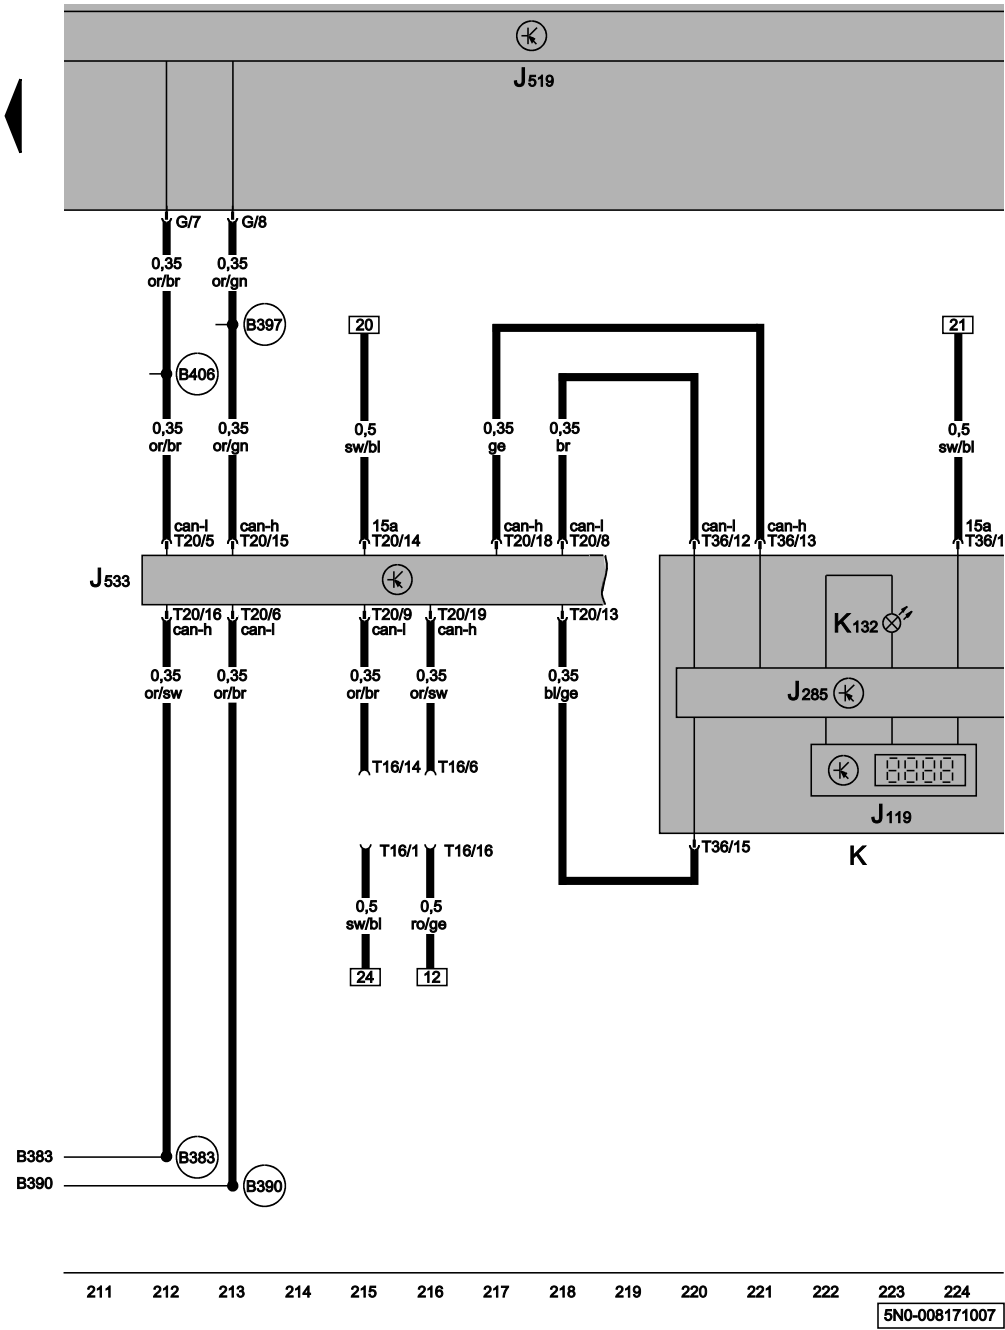 J519
G/7 G/8
0,35 0,35
or/br or/gn
B397 20 21
B406
0,35 0,35 0,5 0,35 0,35 0,5
or/br or/gn sw/bl ge br sw/bl
can-l can-h 15a can-h can-l can-l can-h 15a
T20/5 T20/15 T20/14 T20/18 T20/8 T36/12 T36/13 T36/1
J533
T20/16 T20/6 T20/9 T20/19 T20/13
can-h can-l can-l can-h
K132
0,35 0,35 0,35 0,35 0,35
or/sw or/br or/br or/sw bl/ge
J285
T16/14 T16/6
8888
J119
T16/1 T16/16 T36/15
K
0,5 0,5
sw/bl ro/ge
24 12
B383 B383
B390 B390
211 212 213 214 215 216 217 218 219 220 221 222 223 224
5N0-008171007